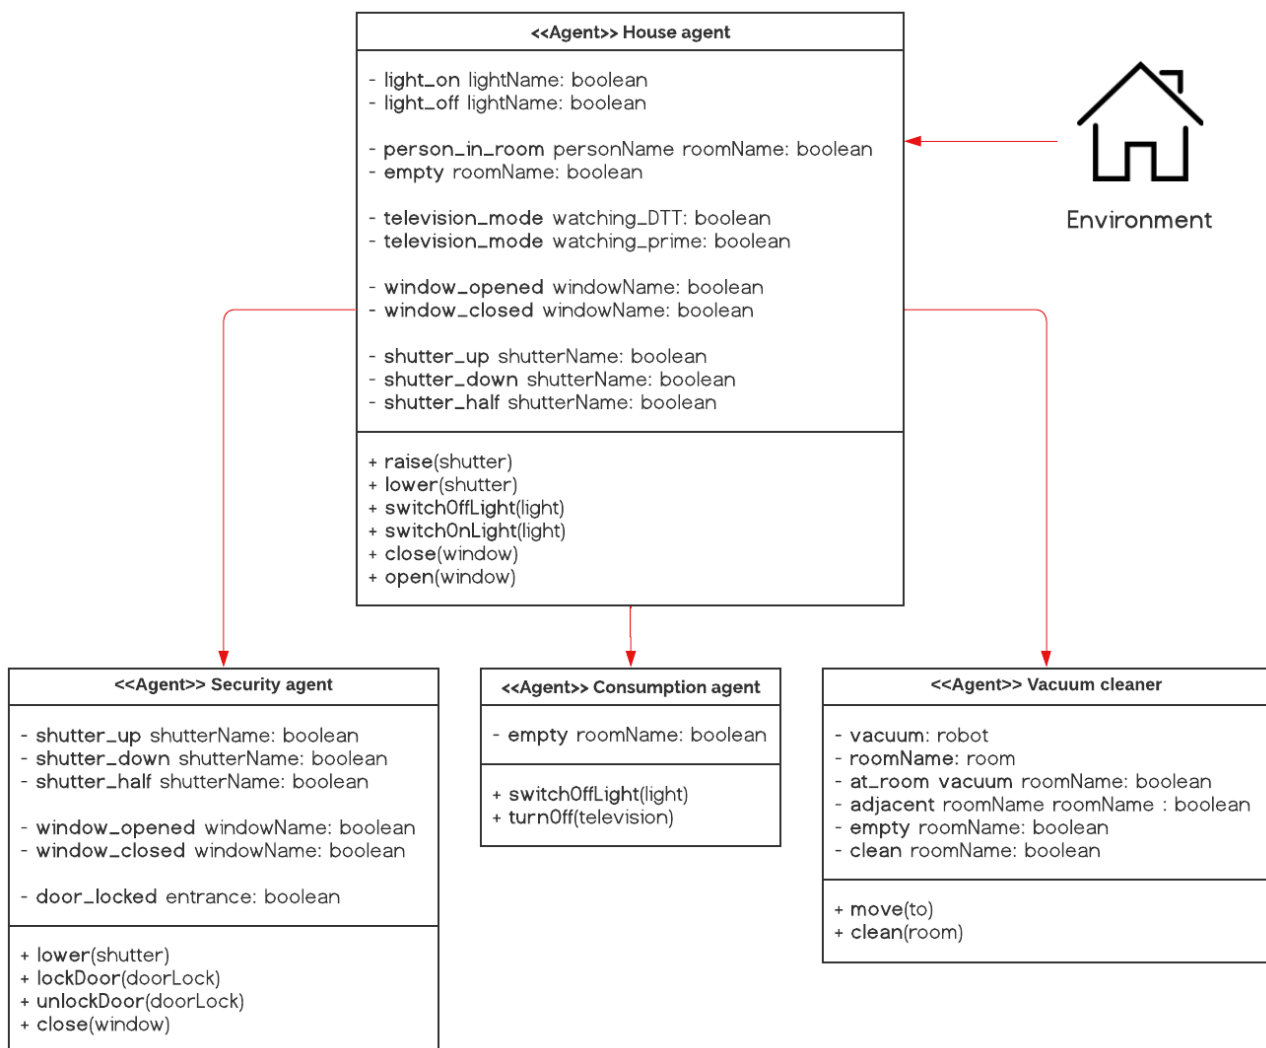 <<Agent>> House agent
- light_on lightName: boolean
- light_off lightName: boolean
- person_in_room personName roomName: boolean
- empty roomName: boolean
- television_mode watching_DTT: boolean
- television_mode watching_prime: boolean
- window_opened windowName: boolean
- window_closed windowName: boolean
- shutter_up shutterName: boolean
- shutter_down shutterName: boolean
- shutter_half shutterName: boolean
+ raise(shutter)
+ lower(shutter)
+ switchOffLight(light)
+ switchOnLight(light)
+ close(window)
+ open(window)
Environment
<<Agent>> Security agent
- shutter_up shutterName: boolean
- shutter_down shutterName: boolean
- shutter_half shutterName: boolean
- window_opened windowName: boolean
- window_closed windowName: boolean
- door_locked entrance: boolean
+ lower(shutter)
+ lockDoor(doorLock)
+ unlockDoor(doorLock)
+ close(window)
<<Agent>> Consumption agent
- empty roomName: boolean
+ switchOffLight(light)
+ turnOff(television)
<<Agent>> Vacuum cleaner
- vacuum: robot
- roomName: room
- at_room vacuum roomName: boolean
- adjacent roomName roomName : boolean
- empty roomName: boolean
- clean roomName: boolean
+ move(to)
+ clean(room)